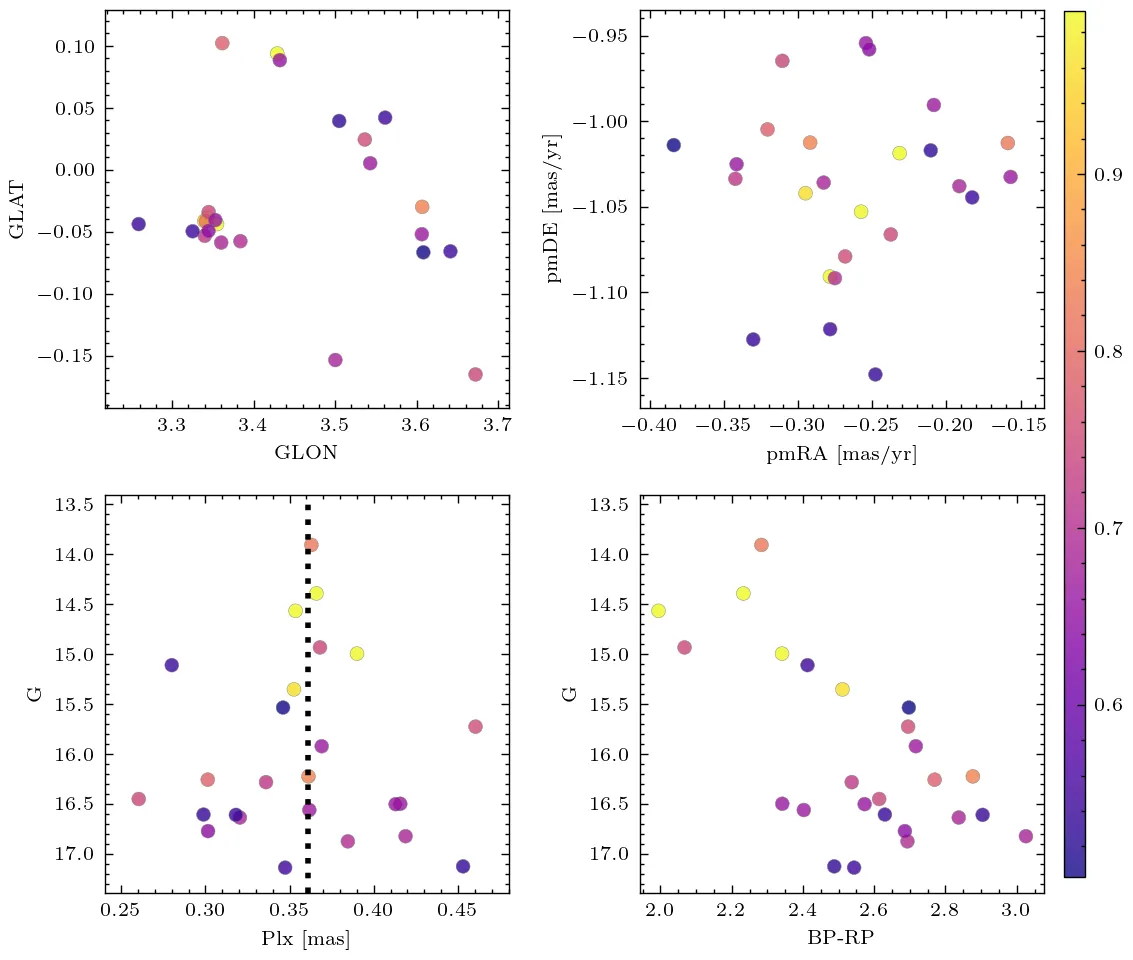 0.10
0.05
0.00
−0.05
−0.10
−0.15
GLAT
3.3 3.4 3.5 3.6 3.7
GLON
−0.95
−1.00
−1.05
−1.10
−1.15
pmDE [mas/yr]
−0.40 −0.35 −0.30 −0.25 −0.20 −0.15
pmRA [mas/yr]
13.5
14.0
14.5
15.0
15.5
16.0
16.5
17.0
G
0.25 0.30 0.35 0.40 0.45
Plx [mas]
13.5
14.0
14.5
15.0
15.5
16.0
16.5
17.0
G
2.0 2.2 2.4 2.6 2.8 3.0
BP-RP
0.9
0.8
0.7
0.6